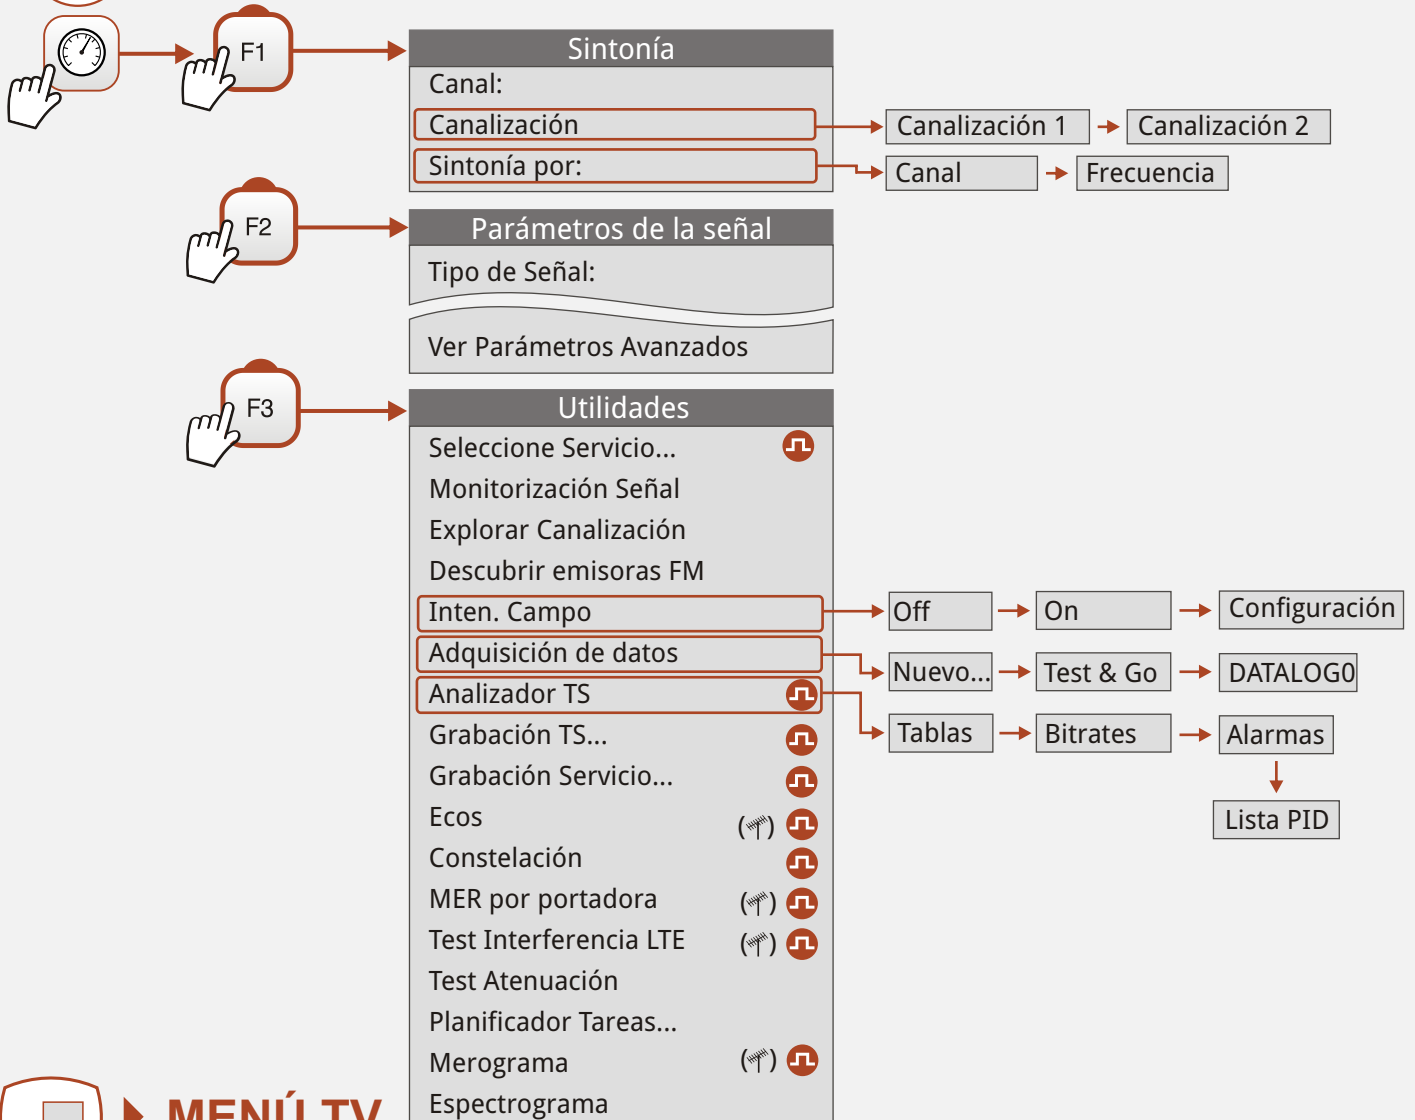 F1
Sintonía
Canal:
Canalización
Canalización 1
Canalización 2
Sintonía por:
Canal
Frecuencia
F2
Parámetros de la señal
Tipo de Señal:
Ver Parámetros Avanzados
F3
Utilidades
Seleccione Servicio...
Monitorización Señal
Explorar Canalización
Descubrir emisoras FM
Inten. Campo
Off
On
Configuración
Adquisición de datos
Nuevo...
Test & Go
DATALOG0
Analizador TS
Tablas
Bitrates
Alarmas
Lista PID
Grabación TS...
Grabación Servicio...
Ecos
Constelación
MER por portadora
Test Interferencia LTE
Test Atenuación
Planificador Tareas...
Merograma
Espectrograma
MENÚ TV